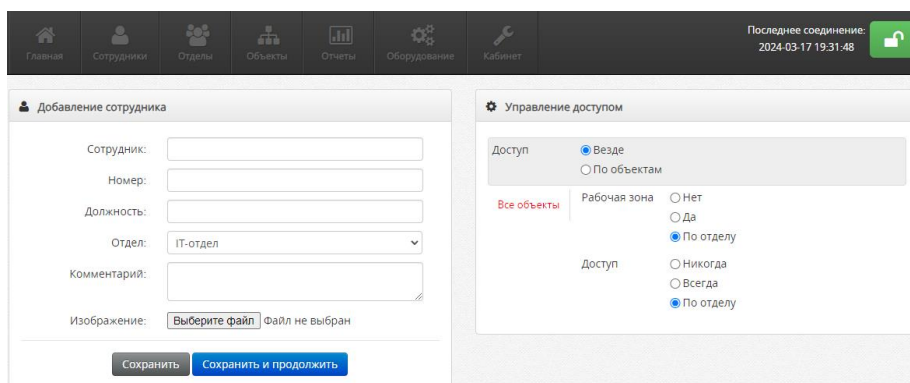 Главная Сотрудники Отделы Объекты Отчеты Оборудование Кабинет
Последнее соединение:
2024-03-17 19:31:48
Добавление сотрудника
Сотрудник:
Номер:
Должность:
Отдел: IT-отдел
Комментарий:
Изображение: Выберите файл Файл не выбран
Сохранить Сохранить и продолжить
Управление доступом
Доступ Везде
По объектам
Все объекты Рабочая зона Нет
Да
По отделу
Доступ Никогда
Всегда
По отделу